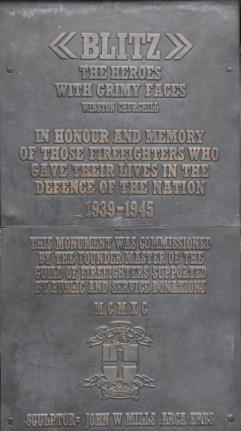 « BLITZ »
THE HEROES
WITH GRIMY FACES
WINSTON CHURCHILL
IN HONOUR AND MEMORY
OF THOSE FIREFIGHTERS WHO
GAVE THEIR LIVES IN THE
DEFENCE OF THE NATION
1939-1945
THIS MONUMENT WAS COMMISSIONED
BY THE FOUNDER MASTER OF THE
GUILD OF FIREFIGHTERS SUPPORTED
BY PUBLIC AND SERVICE DONATIONS
MCMXC
SCULPTOR: JOHN W MILLS ARCA FRBS